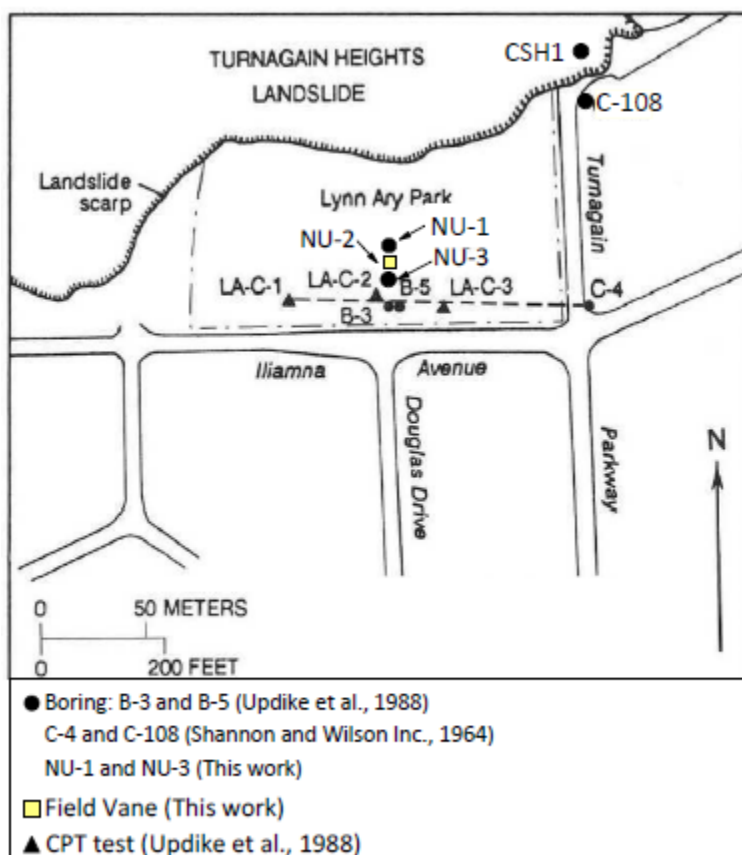 CSH1
TURNAGAIN HEIGHTS
LANDSLIDE
C-108
Landslide
scarp
Lynn Ary Park
Turnagain
NU-1
NU-2
NU-3
LA-C-2
LA-C-1
B-5
LA-C-3
C-4
B-3
Iliamna
Avenue
Douglas Drive
Parkway
N
0 50 METERS
0 200 FEET
Boring: B-3 and B-5 (Updike et al., 1988)
C-4 and C-108 (Shannon and Wilson Inc., 1964)
NU-1 and NU-3 (This work)
Field Vane (This work)
CPT test (Updike et al., 1988)